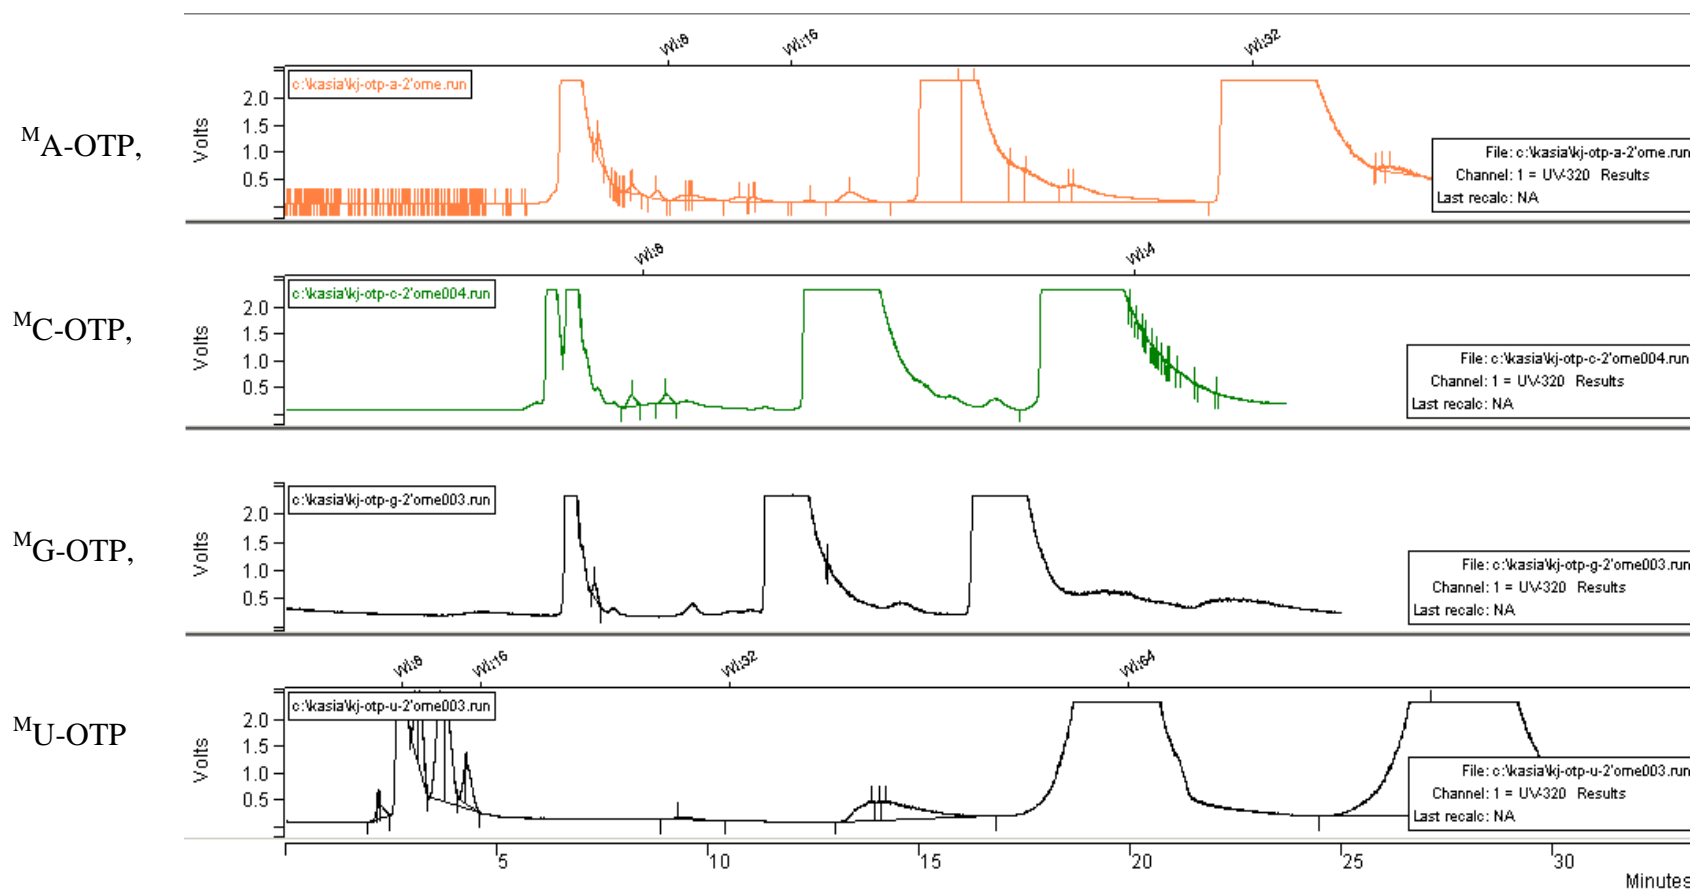 WI:8 WI:16 WI:32
c:\kasia\kj-otp-a-2'ome.run
MA-OTP,
Volts
2.0
1.5
1.0
0.5
File: c:\kasia\kj-otp-a-2'ome.run
Channel: 1 = UV-320 Results
Last recalc: NA
WI:8 WI:4
c:\kasia\kj-otp-c-2'ome004.run
MC-OTP,
Volts
2.0
1.5
1.0
0.5
File: c:\kasia\kj-otp-c-2'ome004.run
Channel: 1 = UV-320 Results
Last recalc: NA
c:\kasia\kj-otp-g-2'ome003.run
MG-OTP,
Volts
2.0
1.5
1.0
0.5
File: c:\kasia\kj-otp-g-2'ome003.run
Channel: 1 = UV-320 Results
Last recalc: NA
WI:8 WI:16 WI:32 WI:64
c:\kasia\kj-otp-u-2'ome003.run
MU-OTP
Volts
2.0
1.5
1.0
0.5
File: c:\kasia\kj-otp-u-2'ome003.run
Channel: 1 = UV-320 Results
Last recalc: NA
5 10 15 20 25 30
Minutes